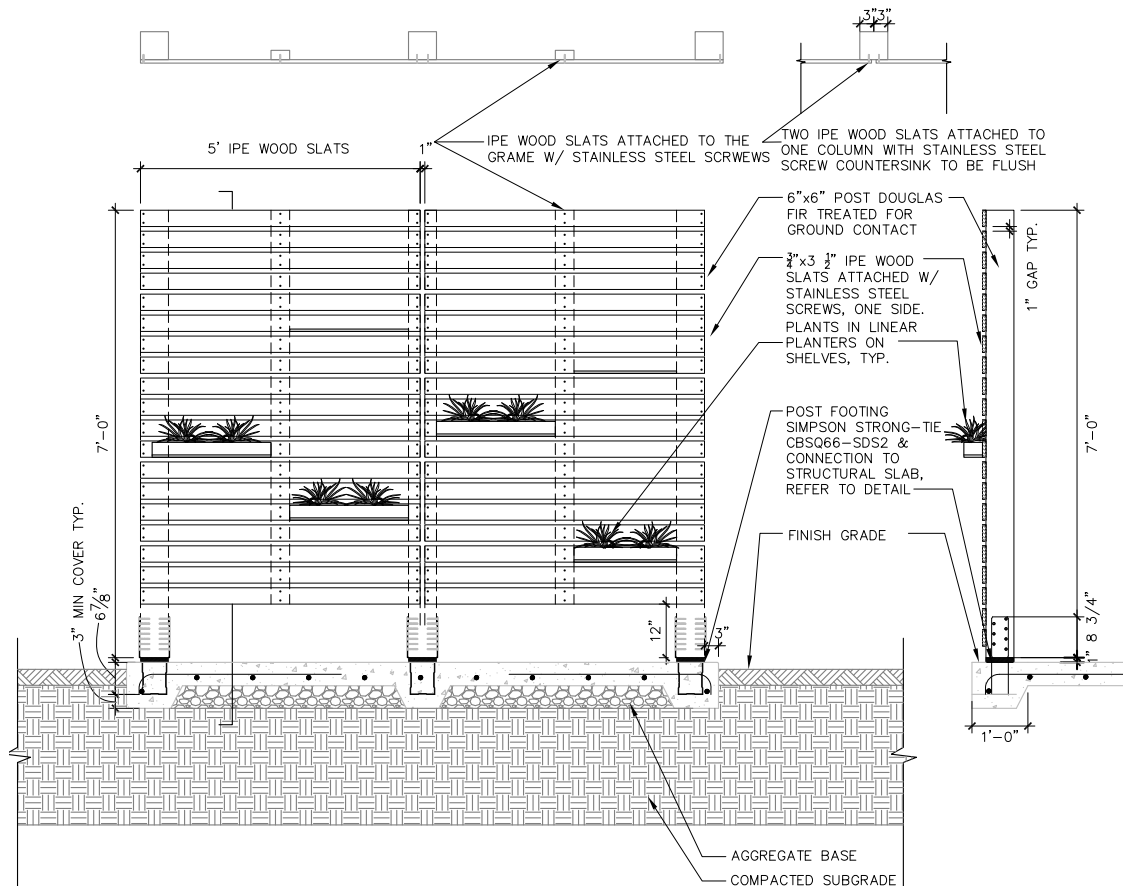 3"3"
IPE WOOD SLATS ATTACHED TO THE
GRAME W/ STAINLESS STEEL SCRWEWS
TWO IPE WOOD SLATS ATTACHED TO
ONE COLUMN WITH STAINLESS STEEL
SCREW COUNTERSINK TO BE FLUSH
5' IPE WOOD SLATS
1"
6"x6" POST DOUGLAS
FIR TREATED FOR
GROUND CONTACT
3/4"x3 1/2" IPE WOOD
SLATS ATTACHED W/
STAINLESS STEEL
SCREWS, ONE SIDE.
PLANTS IN LINEAR
PLANTERS ON
SHELVES, TYP.
POST FOOTING
SIMPSON STRONG-TIE
CBSQ66-SDS2 &
CONNECTION TO
STRUCTURAL SLAB,
REFER TO DETAIL
FINISH GRADE
1" GAP TYP.
7'-0"
7'-0"
3" MIN COVER TYP.
6 7/8"
12"
3"
8 3/4"
1"
1'-0"
AGGREGATE BASE
COMPACTED SUBGRADE